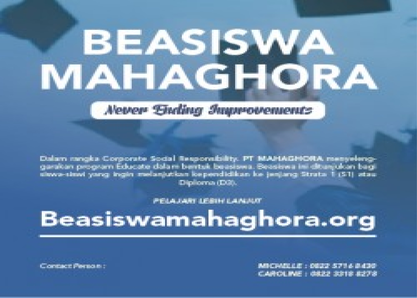 BEASISWA
MAHAGHORA
Never Ending Improvements
Dalam rangka Corporate Social Responsibility. PT MAHAGHORA menyeleng-
garakan program Educate dalam bentuk beasiswa. Beasiswa ini ditunjukan bagi
siswa-siswi yang ingin melanjutkan kependidikan ke jenjang Strata 1 (S1) atau
Diploma (D3).
PELAJARI LEBIH LANJUT
Beasiswamahaghora.org
Contact Person :
MICHELLE : 0822 5716 8430
CAROLINE : 0822 3318 8278